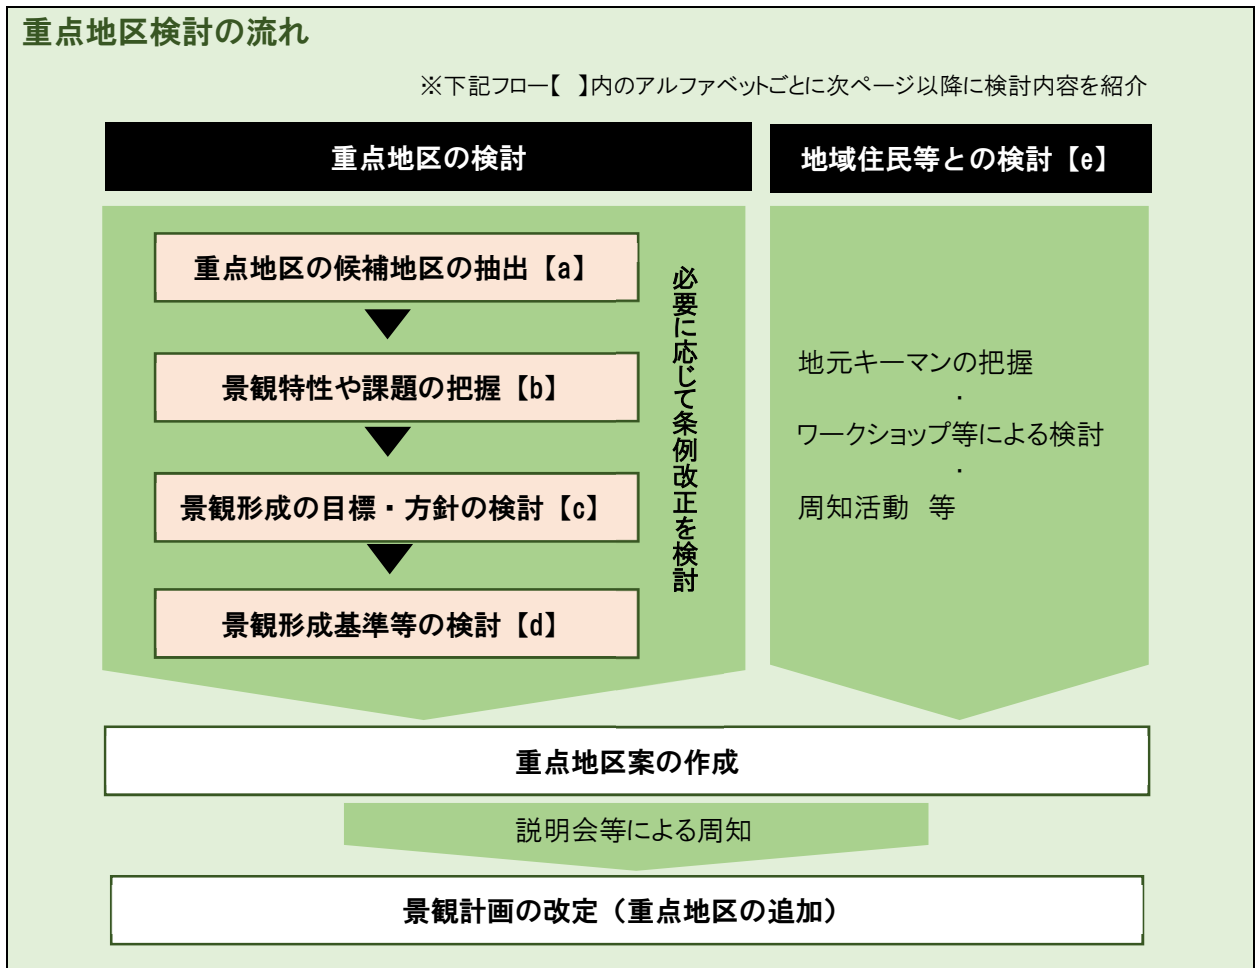 重点地区検討の流れ
※下記フロー【 】内のアルファベットごとに次ページ以降に検討内容を紹介
重点地区の検討
重点地区の候補地区の抽出【a】
景観特性や課題の把握【b】
景観形成の目標・方針の検討【c】
景観形成基準等の検討【d】
必要に応じて条例改正を検討
地域住民等との検討【e】
地元キーマンの把握
・
ワークショップ等による検討
・
周知活動 等
重点地区案の作成
説明会等による周知
景観計画の改定（重点地区の追加）